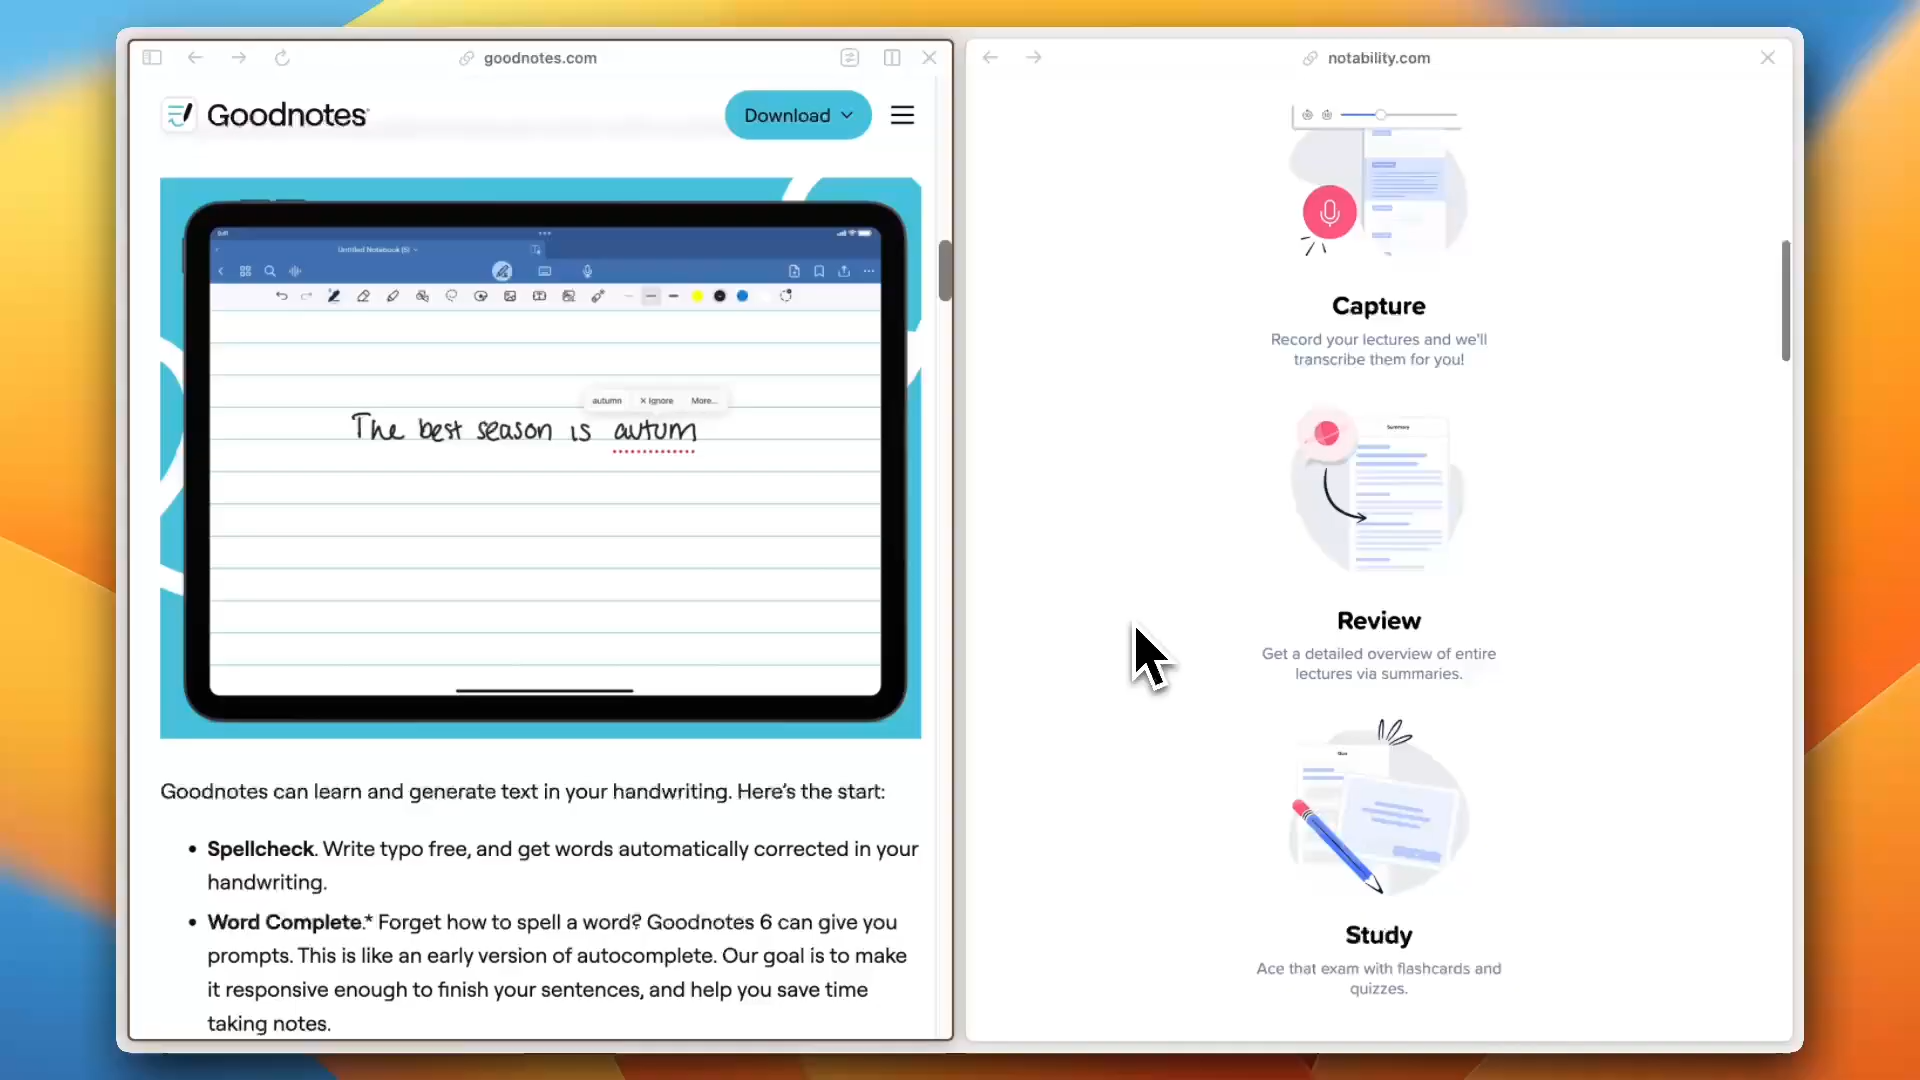 goodnotes.com
Goodnotes
Download
Untitled Notebook (5)
autumn
× Ignore
More...
The best season is autum
Goodnotes can learn and generate text in your handwriting. Here's the start:
• Spellcheck. Write typo free, and get words automatically corrected in your
handwriting.
• Word Complete.* Forget how to spell a word? Goodnotes 6 can give you
prompts. This is like an early version of autocomplete. Our goal is to make
it responsive enough to finish your sentences, and help you save time
taking notes.
notability.com
Capture
Record your lectures and we'll
transcribe them for you!
Summary
Review
Get a detailed overview of entire
lectures via summaries.
Study
Ace that exam with flashcards and
quizzes.